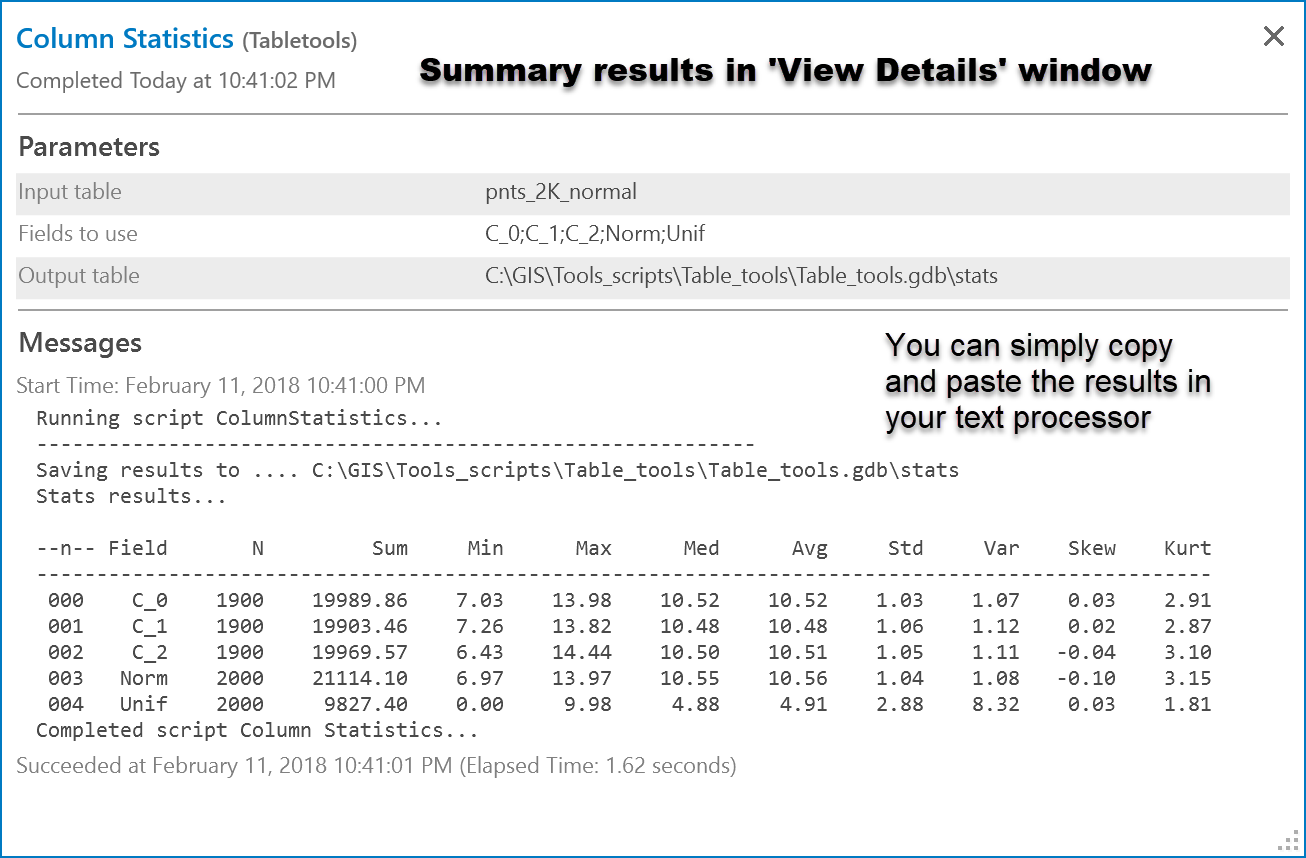 Column Statistics (Tabletools)
Completed Today at 10:41:02 PM
Summary results in 'View Details' window
Parameters
Input table pnts_2K_normal
Fields to use C_0;C_1;C_2;Norm;Unif
Output table C:\GIS\Tools_scripts\Table_tools\Table_tools.gdb\stats
Messages
You can simply copy
and paste the results in
your text processor
Start Time: February 11, 2018 10:41:00 PM
Running script ColumnStatistics...
------------------------------------------------------------
Saving results to .... C:\GIS\Tools_scripts\Table_tools\Table_tools.gdb\stats
Stats results...
--n-- Field       N         Sum     Min      Max      Med      Avg     Std     Var    Skew    Kurt
--------------------------------------------------------------------------------------------------
 000    C_0    1900    19989.86    7.03    13.98    10.52    10.52    1.03    1.07    0.03    2.91
 001    C_1    1900    19903.46    7.26    13.82    10.48    10.48    1.06    1.12    0.02    2.87
 002    C_2    1900    19969.57    6.43    14.44    10.50    10.51    1.05    1.11   -0.04    3.10
 003   Norm    2000    21114.10    6.97    13.97    10.55    10.56    1.04    1.08   -0.10    3.15
 004   Unif    2000     9827.40    0.00     9.98     4.88     4.91    2.88    8.32    0.03    1.81
Completed script Column Statistics...
Succeeded at February 11, 2018 10:41:01 PM (Elapsed Time: 1.62 seconds)